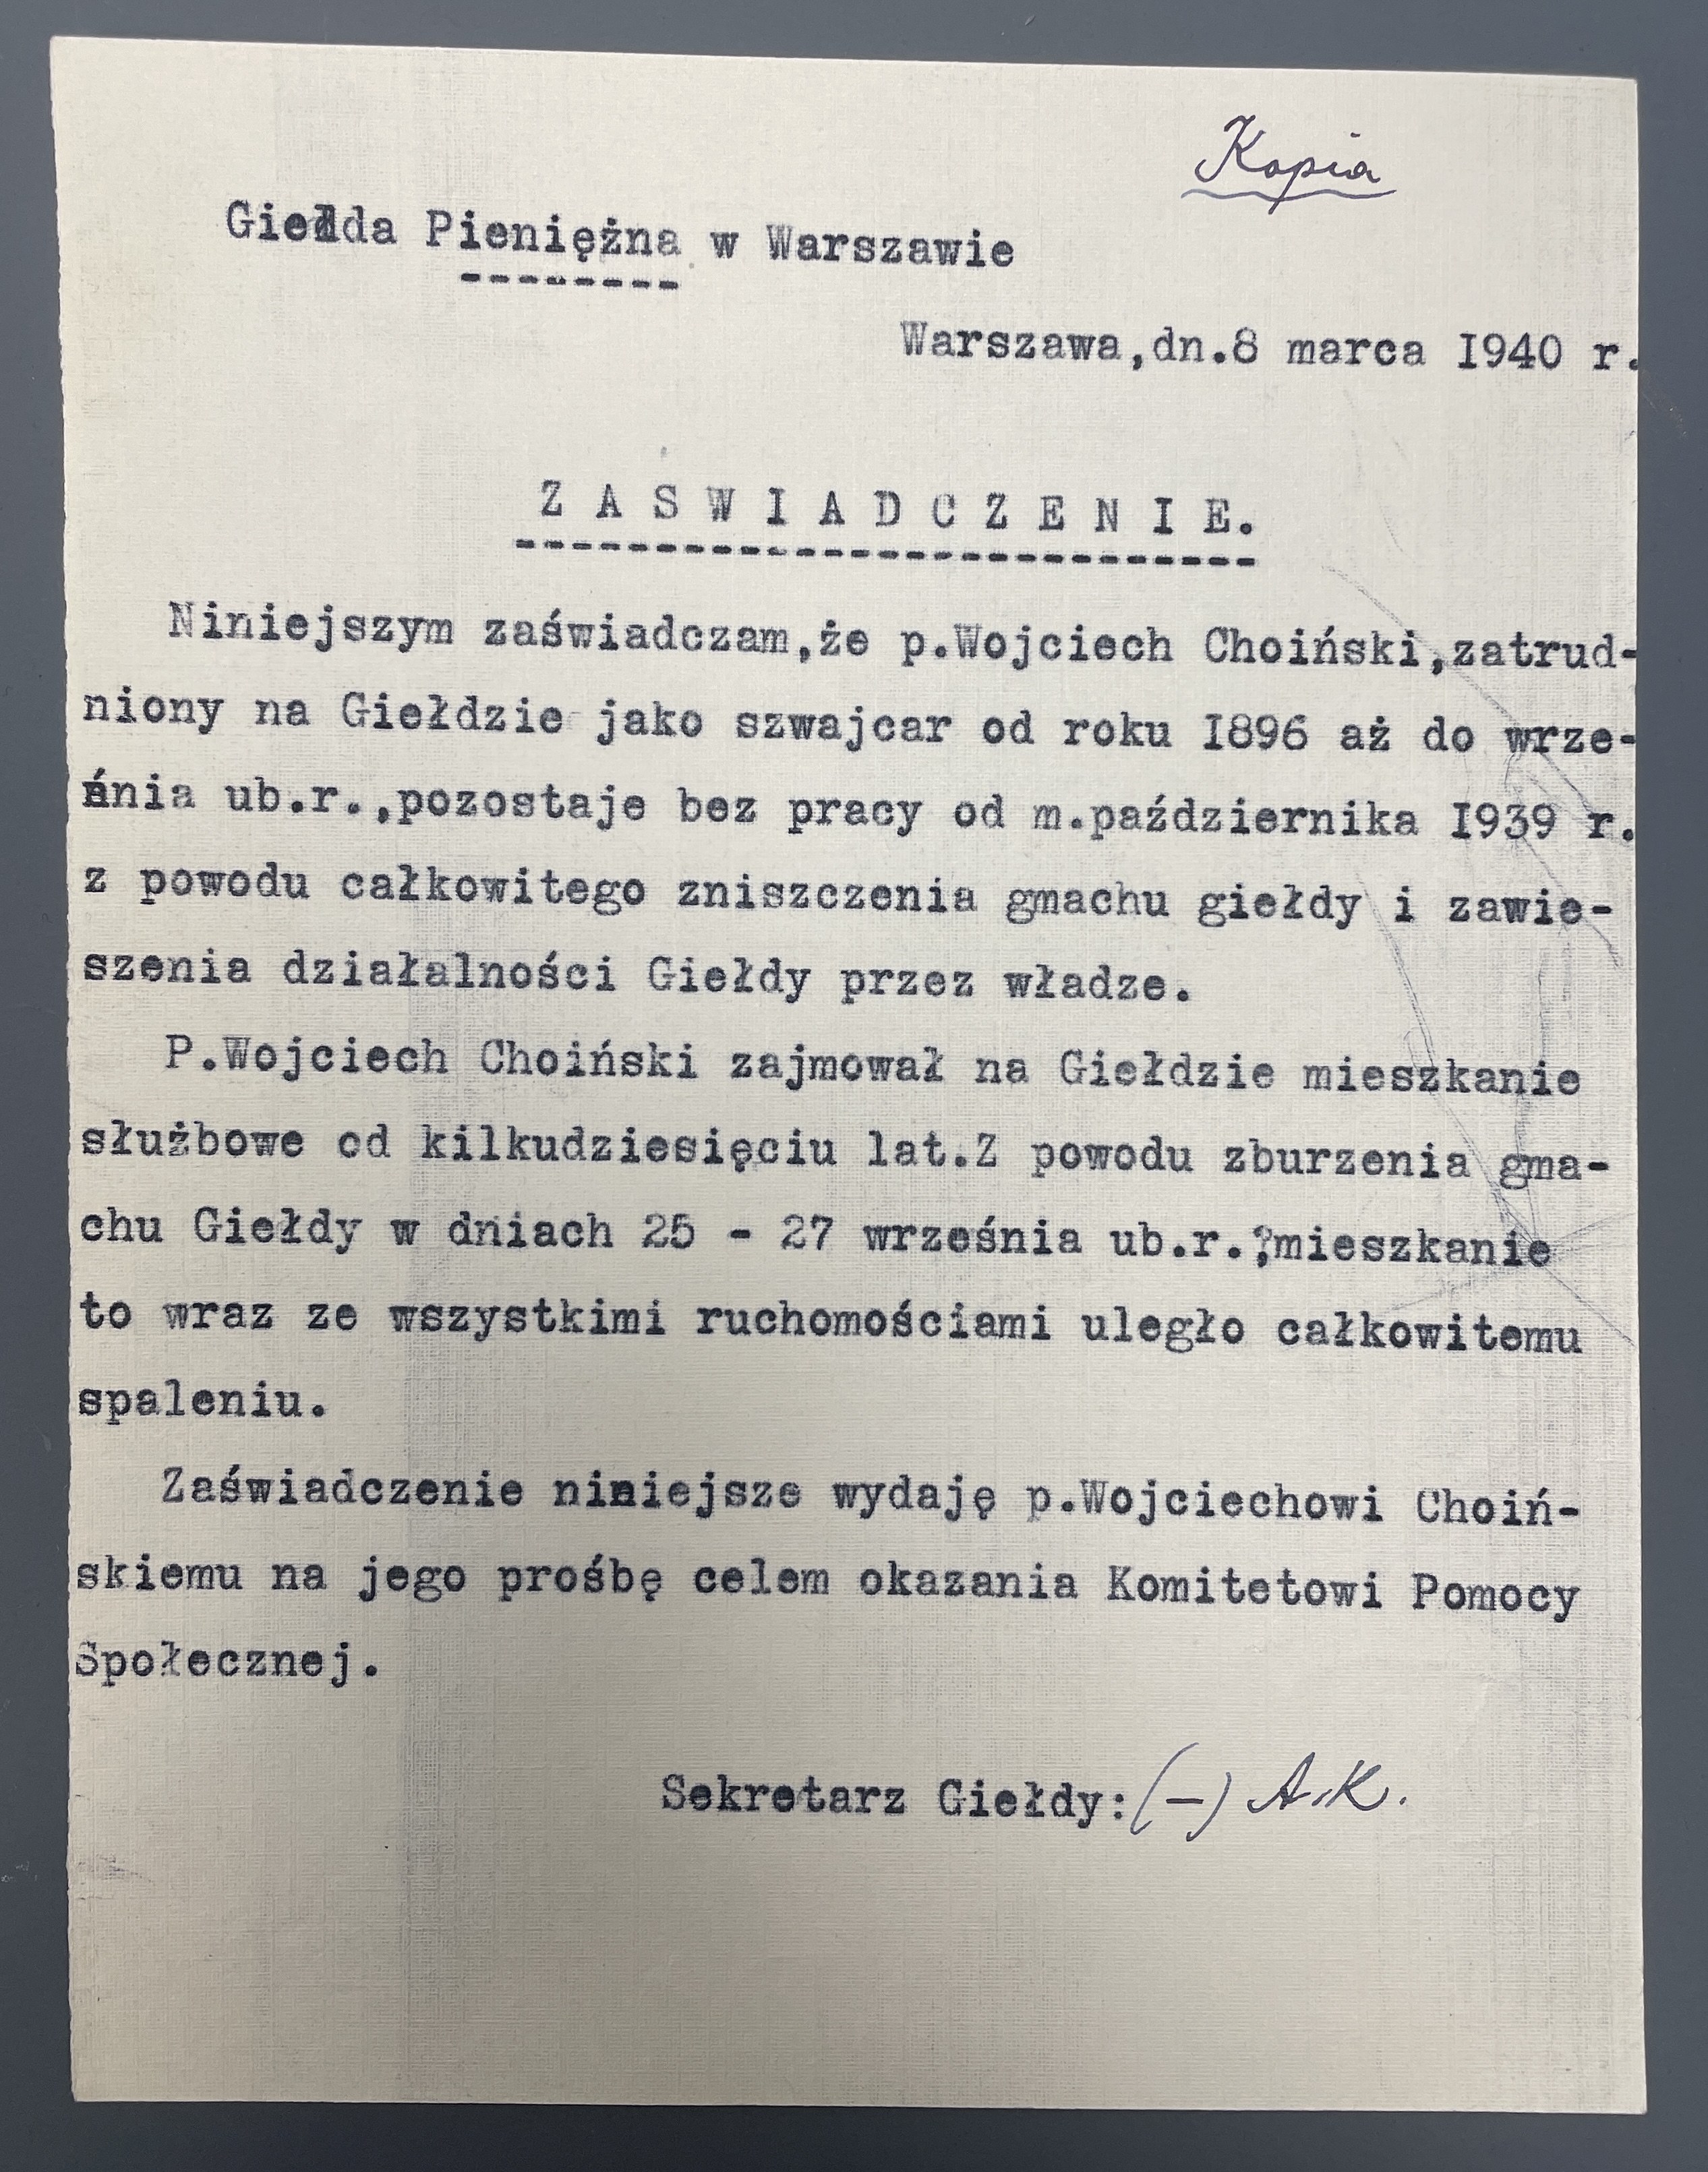 Kopia
Giełda Pieniężna w Warszawie
Warszawa,dn.8 marca I940 r.
Z A S W I A D C Z E N I E.
Niniejszym zaświadczam,że p.Wojciech Choiński,zatrud-
niony na Giełdzie jako szwajcar od roku I896 aż do wrze-
śnia ub.r.,pozostaje bez pracy od m.października I939 r.
z powodu całkowitego zniszczenia gmachu giełdy i zawie-
szenia działalności Giełdy przez władze.
P.Wojciech Choiński zajmował na Giełdzie mieszkanie
służbowe od kilkudziesięciu lat.Z powodu zburzenia gma-
chu Giełdy w dniach 25 - 27 września ub.r.,mieszkanie
to wraz ze wszystkimi ruchomościami uległo całkowitemu
spaleniu.
Zaświadczenie niniejsze wydaję p.Wojciechowi Choiń-
skiemu na jego prośbę celem okazania Komitetowi Pomocy
Społecznej.
Sekretarz Giełdy:(-) A.K.